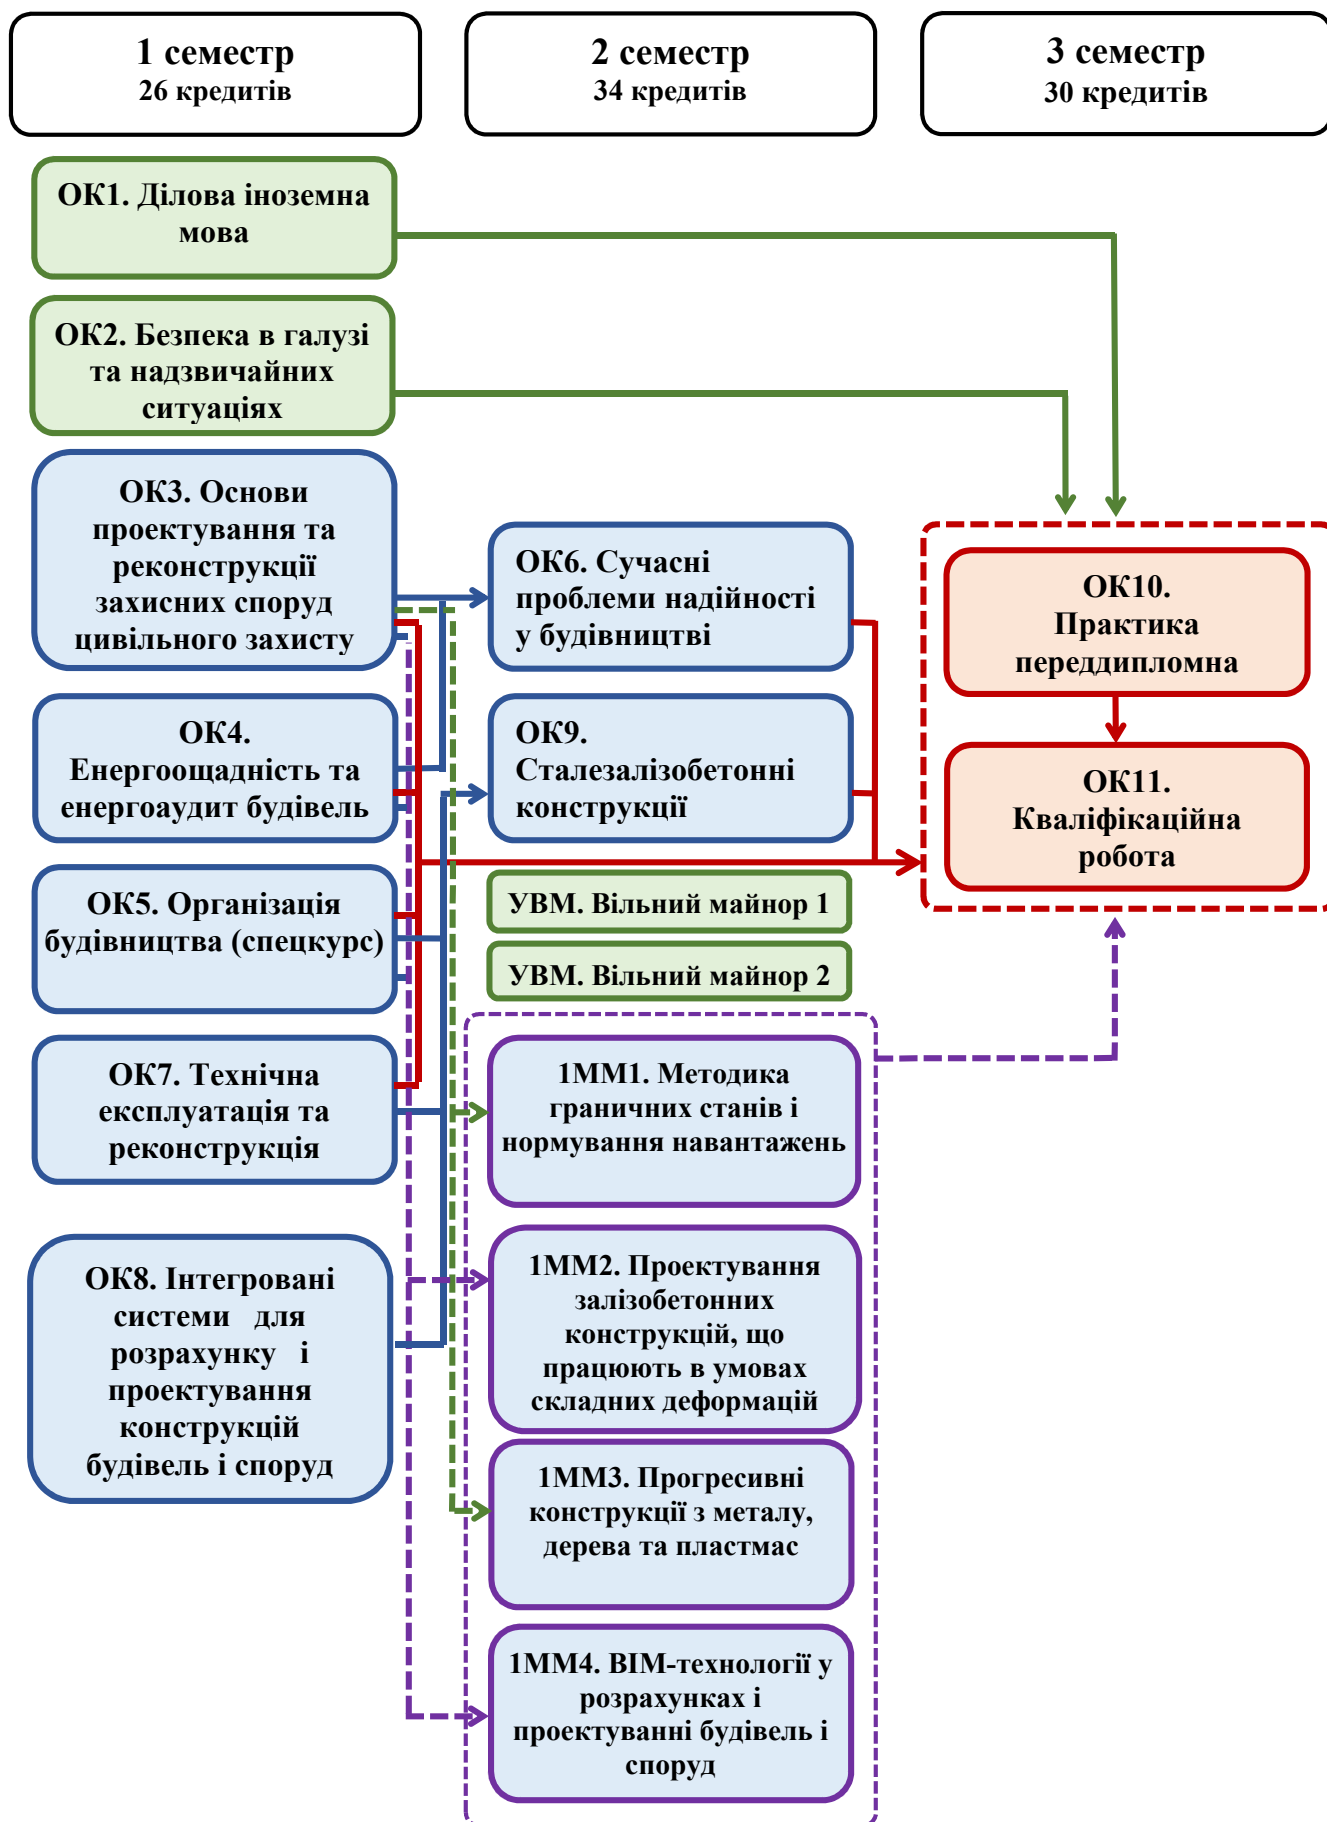 1 семестр
26 кредитів
2 семестр
34 кредитів
3 семестр
30 кредитів
ОК1. Ділова іноземна
мова
ОК2. Безпека в галузі
та надзвичайних
ситуаціях
ОК3. Основи
проектування та
реконструкції
захисних споруд
цивільного захисту
ОК4.
Енергоощадність та
енергоаудит будівель
ОК5. Організація
будівництва (спецкурс)
ОК7. Технічна
експлуатація та
реконструкція
ОК8. Інтегровані
системи для
розрахунку і
проектування
конструкцій
будівель і споруд
ОК6. Сучасні
проблеми надійності
у будівництві
ОК9.
Сталезалізобетонні
конструкції
УВМ. Вільний майнор 1
УВМ. Вільний майнор 2
1ММ1. Методика
граничних станів і
нормування навантажень
1ММ2. Проектування
залізобетонних
конструкцій, що
працюють в умовах
складних деформацій
1ММ3. Прогресивні
конструкції з металу,
дерева та пластмас
1ММ4. BIM-технології у
розрахунках і
проектуванні будівель і
споруд
ОК10.
Практика
переддипломна
ОК11.
Кваліфікаційна
робота